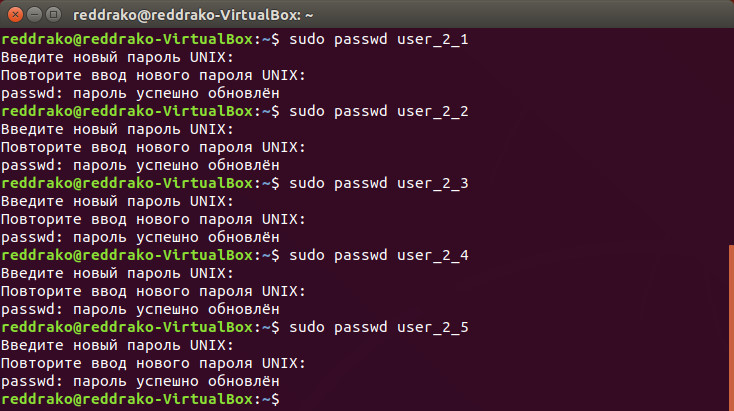 reddrako@reddrako-VirtualBox: ~
reddrako@reddrako-VirtualBox:~$ sudo passwd user_2_1
Введите новый пароль UNIX:
Повторите ввод нового пароля UNIX:
passwd: пароль успешно обновлён
reddrako@reddrako-VirtualBox:~$ sudo passwd user_2_2
Введите новый пароль UNIX:
Повторите ввод нового пароля UNIX:
passwd: пароль успешно обновлён
reddrako@reddrako-VirtualBox:~$ sudo passwd user_2_3
Введите новый пароль UNIX:
Повторите ввод нового пароля UNIX:
passwd: пароль успешно обновлён
reddrako@reddrako-VirtualBox:~$ sudo passwd user_2_4
Введите новый пароль UNIX:
Повторите ввод нового пароля UNIX:
passwd: пароль успешно обновлён
reddrako@reddrako-VirtualBox:~$ sudo passwd user_2_5
Введите новый пароль UNIX:
Повторите ввод нового пароля UNIX:
passwd: пароль успешно обновлён
reddrako@reddrako-VirtualBox:~$